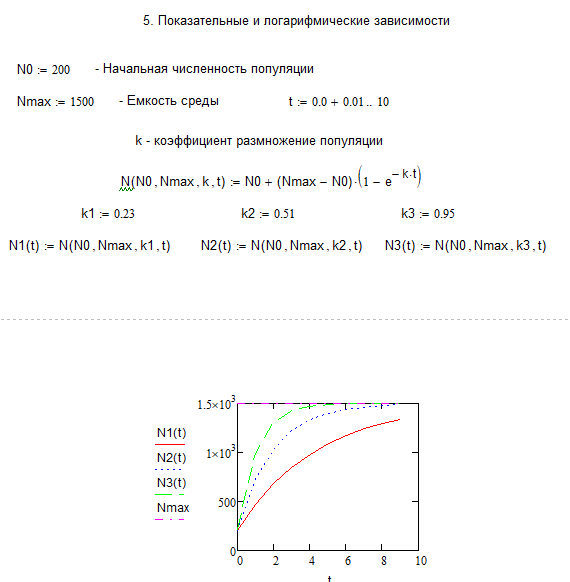 5. Показательные и логарифмические зависимости
N0 := 200 - Начальная численность популяции
Nmax := 1500 - Емкость среды t := 0.0 + 0.01 .. 10
k - коэффициент размножение популяции
N(N0, Nmax, k, t) := N0 + (Nmax − N0)·(1 − e^(− k·t))
k1 := 0.23 k2 := 0.51 k3 := 0.95
N1(t) := N(N0, Nmax, k1, t) N2(t) := N(N0, Nmax, k2, t) N3(t) := N(N0, Nmax, k3, t)
1.5×10³
N1(t)
1×10³
N2(t)
N3(t)
500
Nmax
0
0 2 4 6 8 10
t